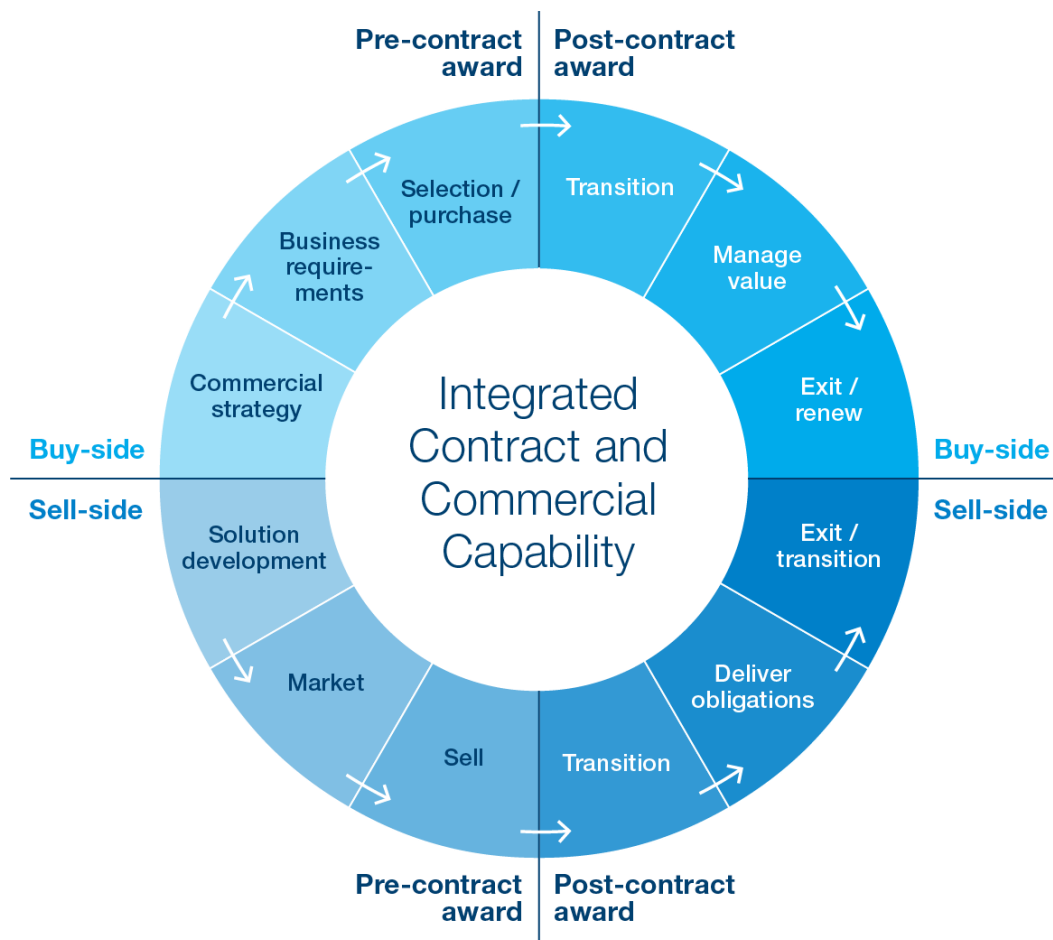 Pre-contract
award
Post-contract
award
Selection /
purchase
Transition
Business
require-
ments
Manage
value
Commercial
strategy
Exit /
renew
Integrated
Contract and
Commercial
Capability
Buy-side
Buy-side
Sell-side
Sell-side
Solution
development
Exit /
transition
Market
Deliver
obligations
Sell
Transition
Pre-contract
award
Post-contract
award